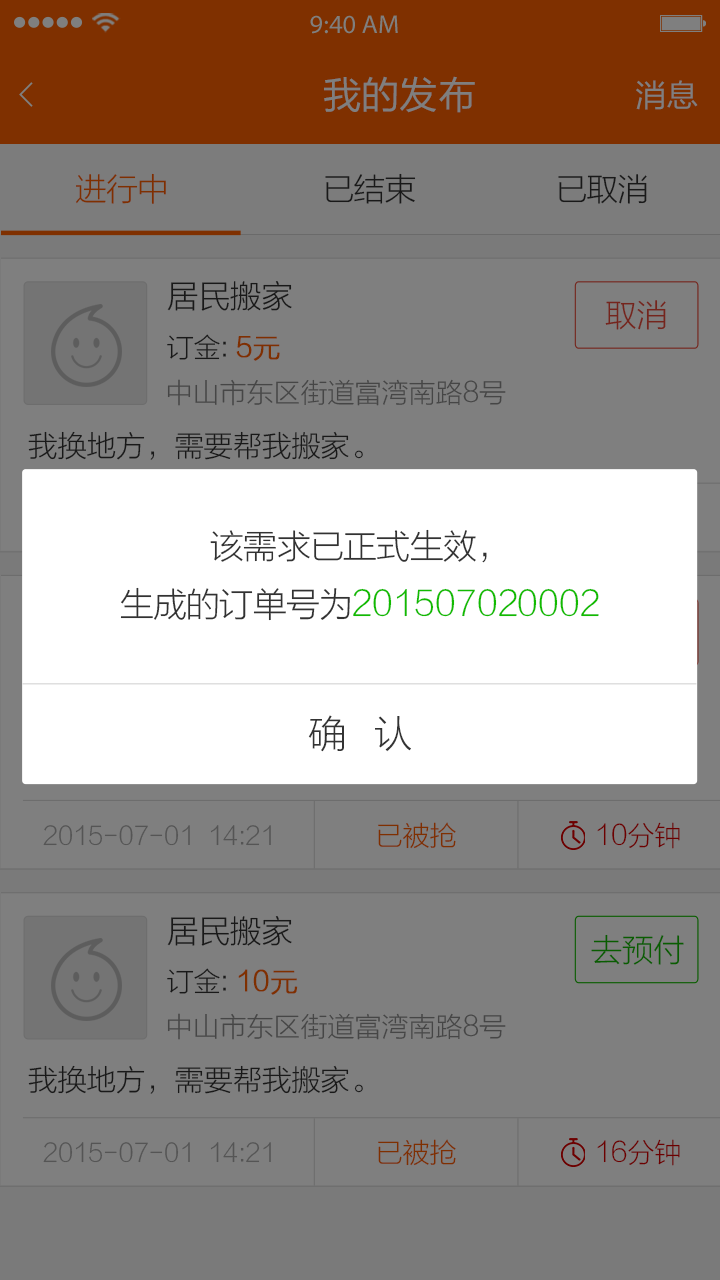 9:40 AM
我的发布
消息
进行中
已结束
已取消
居民搬家
取消
订金: 5元
中山市东区街道富湾南路8号
我换地方，需要帮我搬家。
该需求已正式生效，
生成的订单号为201507020002
确 认
2015-07-01 14:21
已被抢
10分钟
居民搬家
去预付
订金: 10元
中山市东区街道富湾南路8号
我换地方，需要帮我搬家。
2015-07-01 14:21
已被抢
16分钟